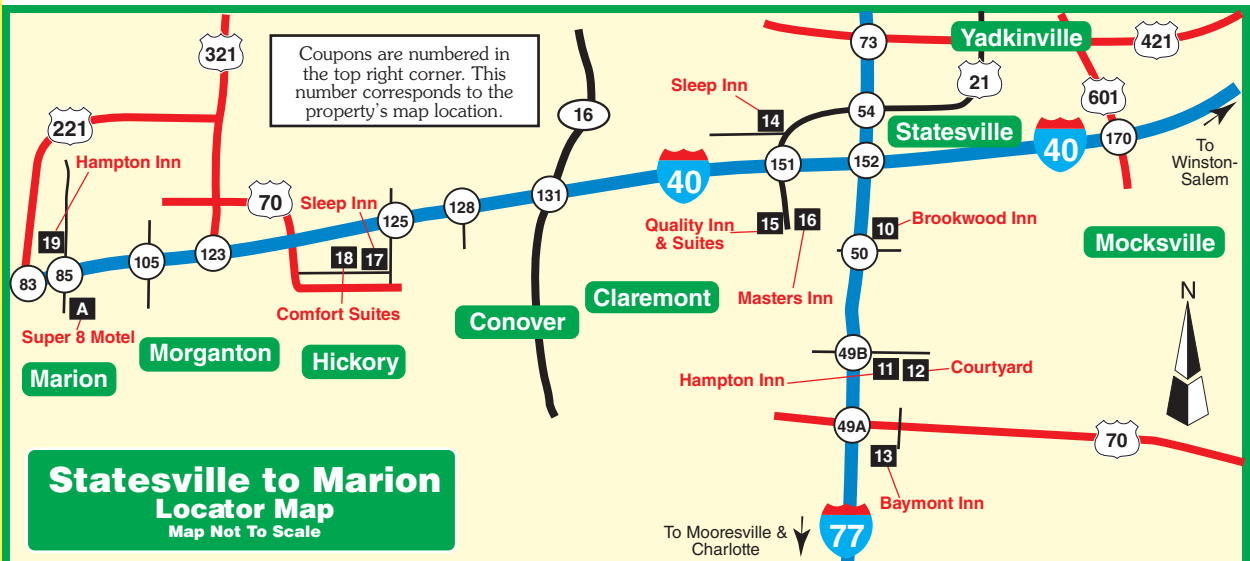 321
Coupons are numbered in
the top right corner. This
number corresponds to the
property's map location.
73
Yadkinville
421
21
601
221
16
Sleep Inn
14
54
Statesville
40
170
To
Winston-
Salem
Hampton Inn
70
Sleep Inn
40
151
152
131
128
125
19
18
17
Quality Inn
& Suites
15
16
10
Brookwood Inn
50
Mocksville
83
85
105
123
A
Super 8 Motel
Comfort Suites
Masters Inn
Claremont
Conover
N
Marion
Morganton
Hickory
49B
Hampton Inn
11
12
Courtyard
49A
70
13
Baymont Inn
Statesville to Marion
Locator Map
Map Not To Scale
To Mooresville &
Charlotte
77